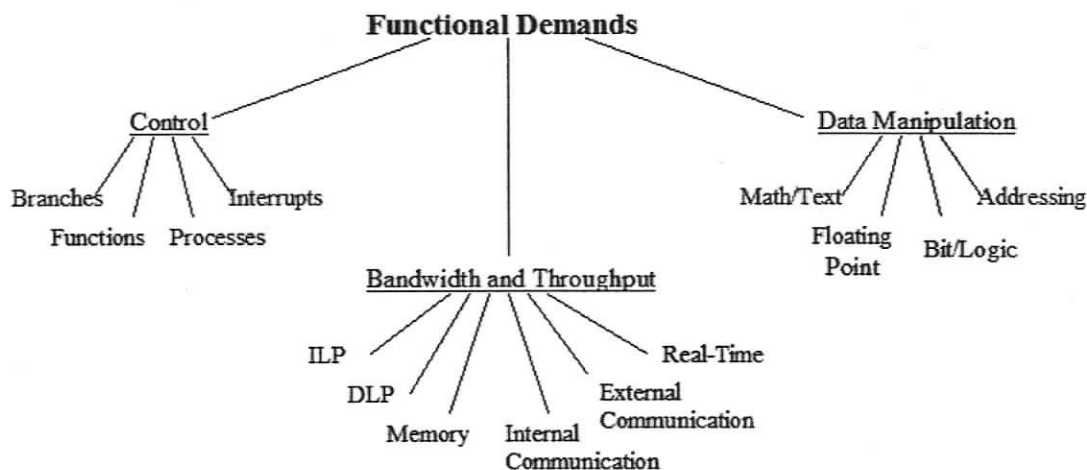 Functional Demands
Control
Data Manipulation
Branches
Interrupts
Functions
Processes
Math/Text
Addressing
Floating
Point
Bit/Logic
Bandwidth and Throughput
ILP
Real-Time
DLP
External
Communication
Memory
Internal
Communication